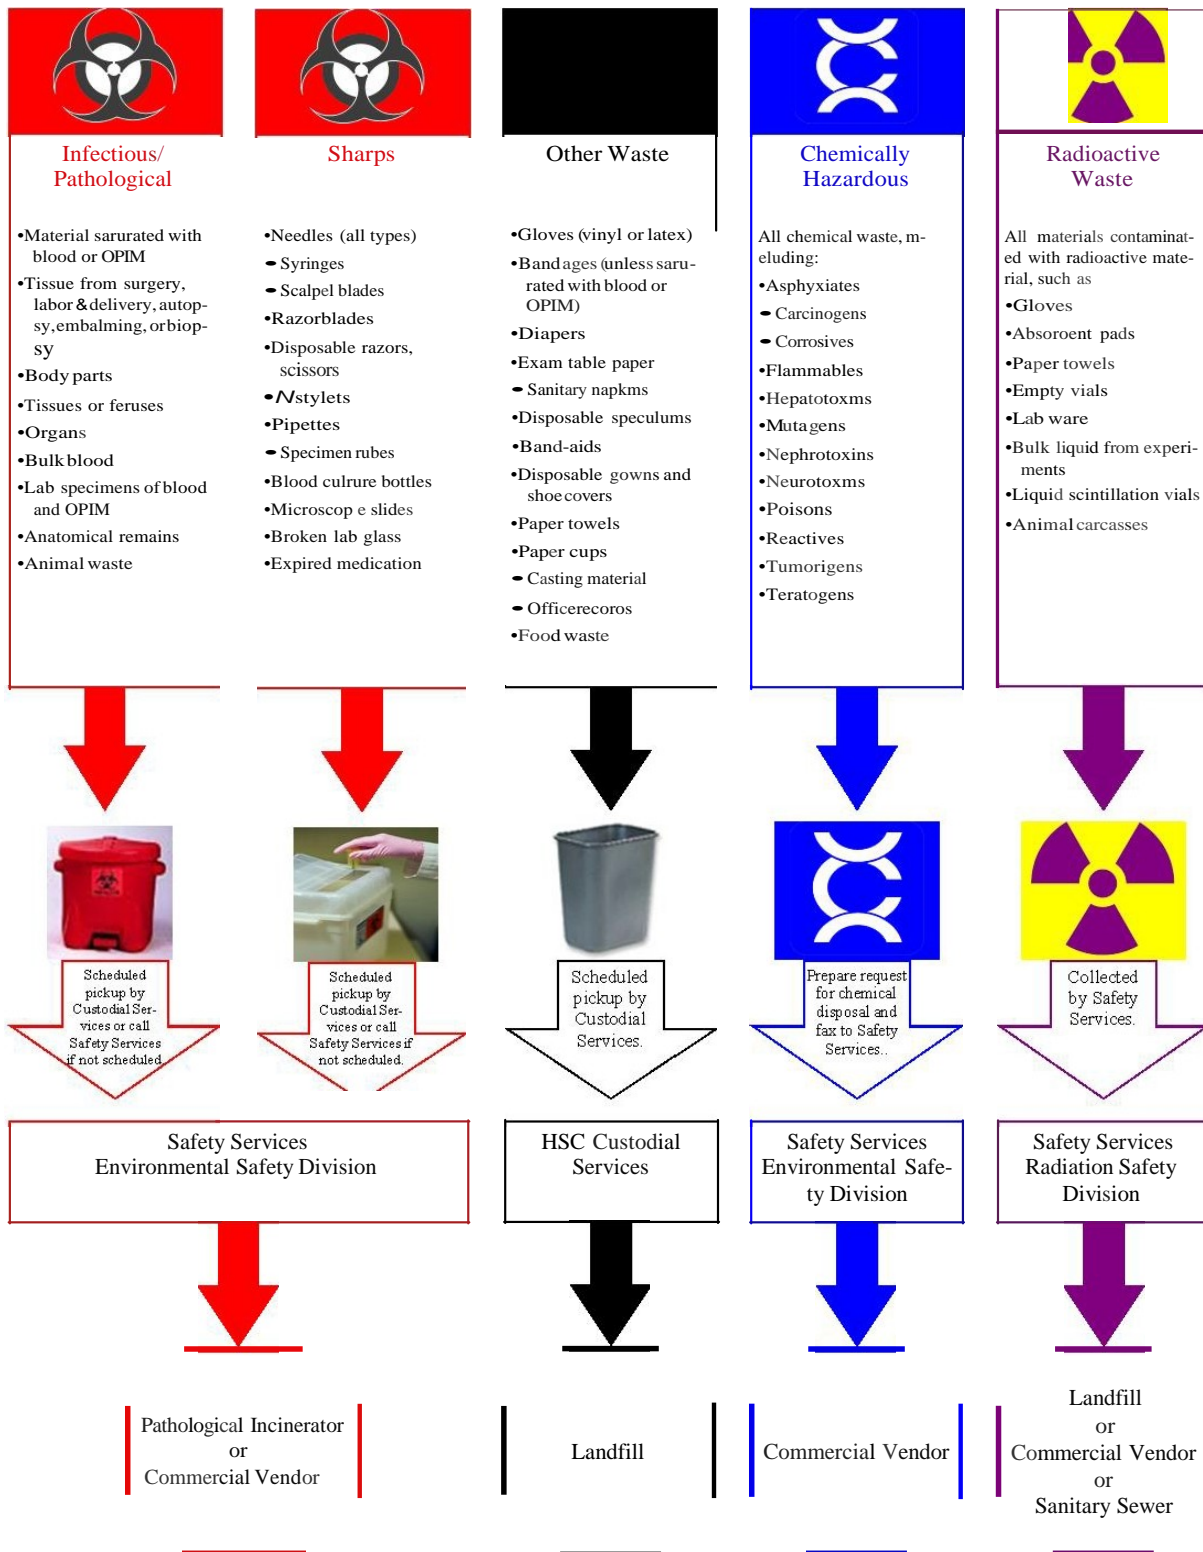 Infectious/
Pathological
•Material sarurated with
blood or OPIM
•Tissue from surgery,
labor & delivery, autop-
sy,embalming, orbiop-
sy
•Body parts
•Tissues or feruses
•Organs
•Bulk blood
•Lab specimens of blood
and OPIM
•Anatomical remains
•Animal waste
Sharps
•Needles (all types)
• Syringes
• Scalpel blades
•Razorblades
•Disposable razors,
scissors
•Nstylets
•Pipettes
• Specimen rubes
•Blood culrure bottles
•Microscop e slides
•Broken lab glass
•Expired medication
Other Waste
•Gloves (vinyl or latex)
•Band ages (unless saru-
rated with blood or
OPIM)
•Diapers
•Exam table paper
• Sanitary napkms
•Disposable speculums
•Band-aids
•Disposable gowns and
shoe covers
•Paper towels
•Paper cups
• Casting material
• Officerecoros
•Food waste
Chemically
Hazardous
All chemical waste, m-
eluding:
•Asphyxiates
• Carcinogens
• Corrosives
•Flammables
•Hepatotoxms
•Mutagens
•Nephrotoxins
•Neurotoxms
•Poisons
•Reactives
•Tumorigens
•Teratogens
Radioactive
Waste
All materials contaminat-
ed with radioactive mate-
rial, such as
•Gloves
•Absoroent pads
•Paper towels
•Empty vials
•Lab ware
•Bulk liquid from experi-
ments
•Liquid scintillation vials
•Animal carcasses
Scheduled
pickup by
Custodial Ser-
vices or call
Safety Services
if not scheduled.
Scheduled
pickup by
Custodial Ser-
vices or call
Safety Services if
not scheduled.
Scheduled
pickup by
Custodial
Services.
Prepare request
for chemical
disposal and
fax to Safety
Services..
Collected
by Safety
Services.
Safety Services
Environmental Safety Division
HSC Custodial
Services
Safety Services
Environmental Safe-
ty Division
Safety Services
Radiation Safety
Division
Pathological Incinerator
or
Commercial Vendor
Landfill
Commercial Vendor
Landfill
or
Commercial Vendor
or
Sanitary Sewer